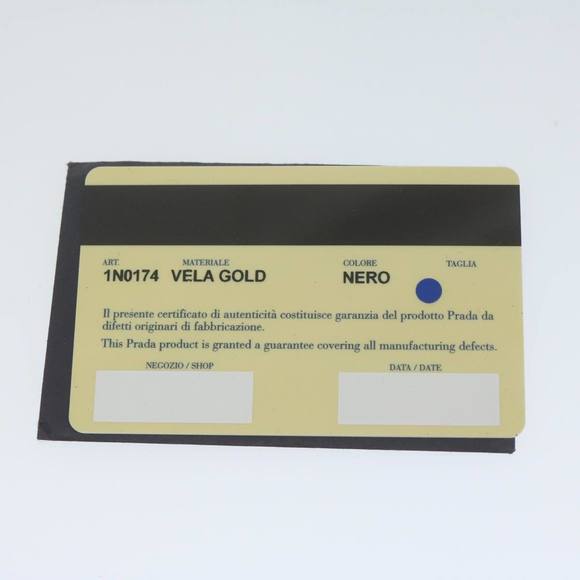 ART. MATERIALE COLORE TAGLIA
1N0174 VELA GOLD NERO
Il presente certificato di autenticità costituisce garanzia del prodotto Prada da
difetti originari di fabbricazione.
This Prada product is granted a guarantee covering all manufacturing defects.
NEGOZIO / SHOP DATA / DATE